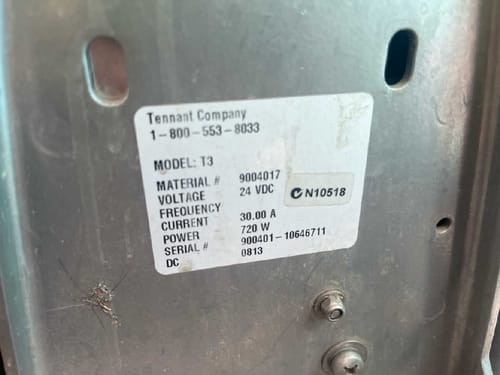 Tennant Company
1-800-553-8033
MODEL: T3
MATERIAL # 9004017
VOLTAGE 24 VDC
FREQUENCY
CURRENT 30.00 A
POWER 720 W
SERIAL # 900401-10646711
DC 0813
N10518